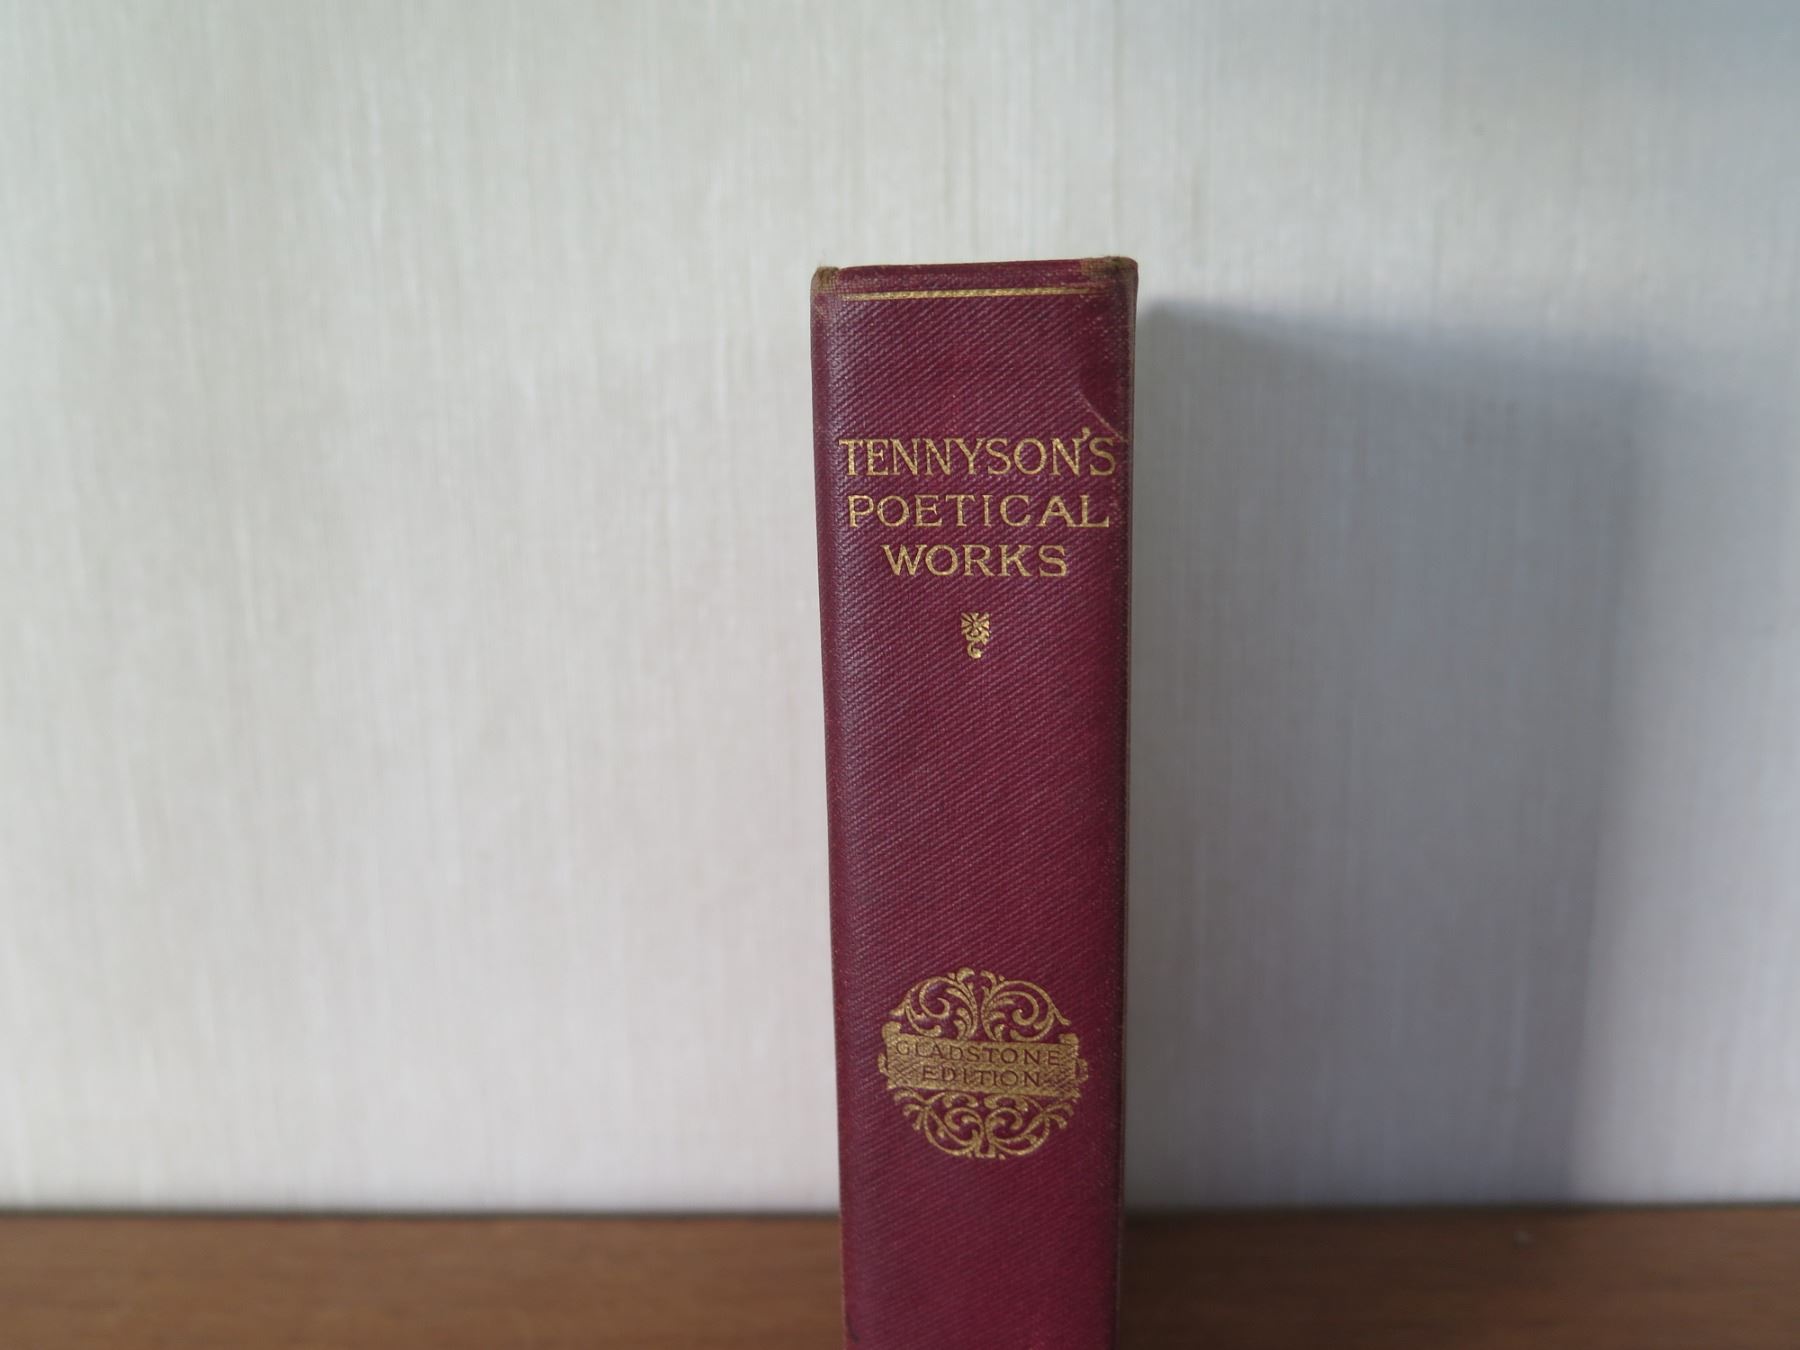 TENNYSON'S
POETICAL
WORKS
GLADSTONE
EDITION